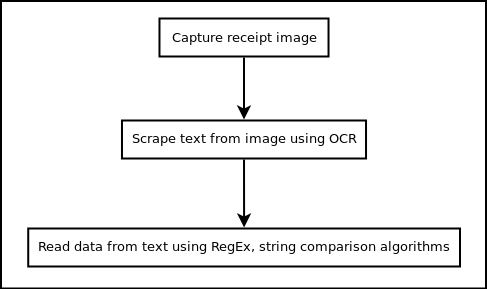 Capture receipt image
Scrape text from image using OCR
Read data from text using RegEx, string comparison algorithms